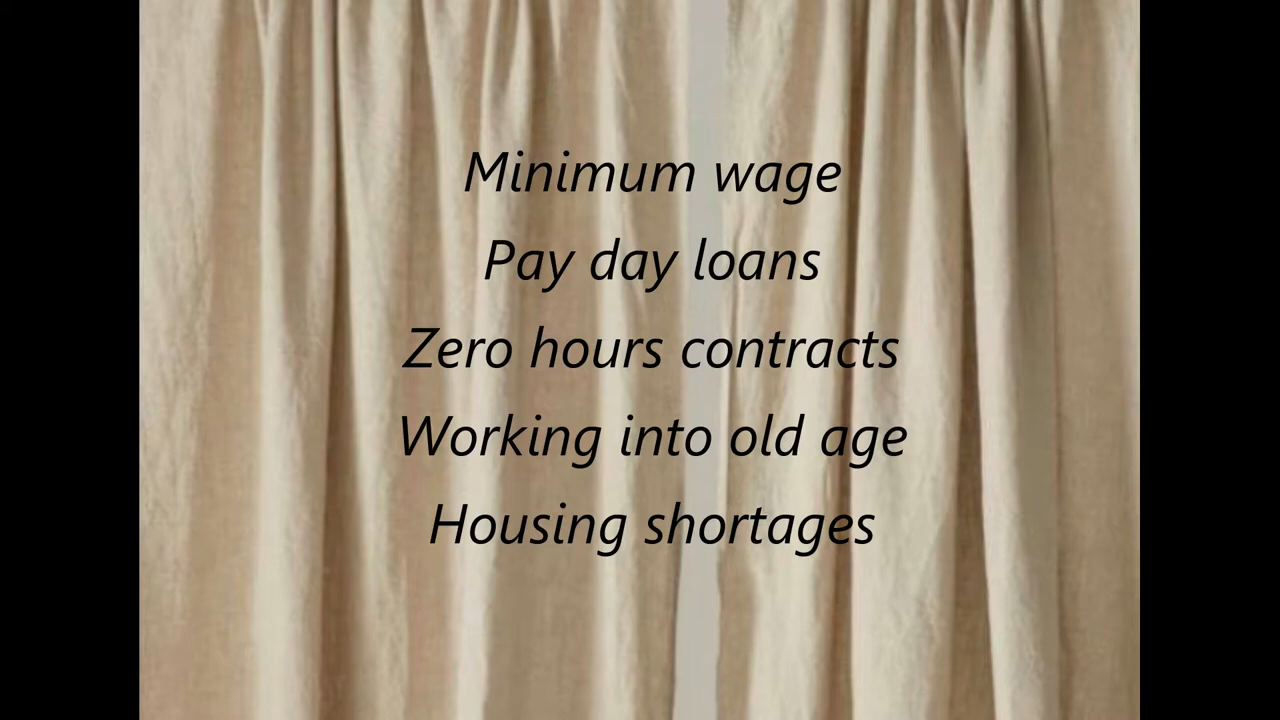 Minimum wage
Pay day loans
Zero hours contracts
Working into old age
Housing shortages